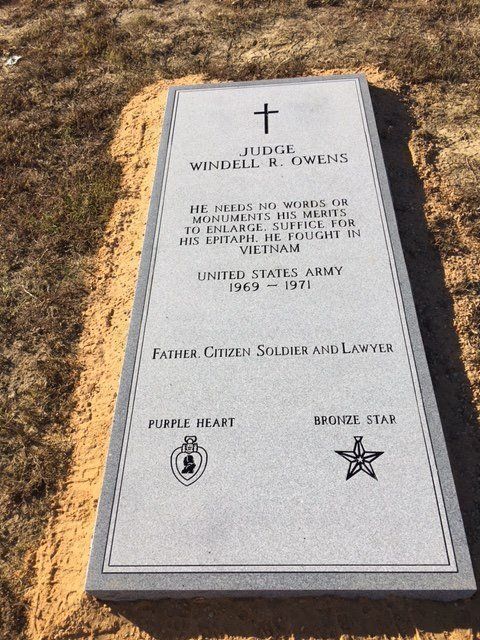 JUDGE
WINDELL R. OWENS
HE NEEDS NO WORDS OR
MONUMENTS HIS MERITS
TO ENLARGE, SUFFICE FOR
HIS EPITAPH, HE FOUGHT IN
VIETNAM
UNITED STATES ARMY
1969 – 1971
FATHER, CITIZEN SOLDIER AND LAWYER
PURPLE HEART BRONZE STAR